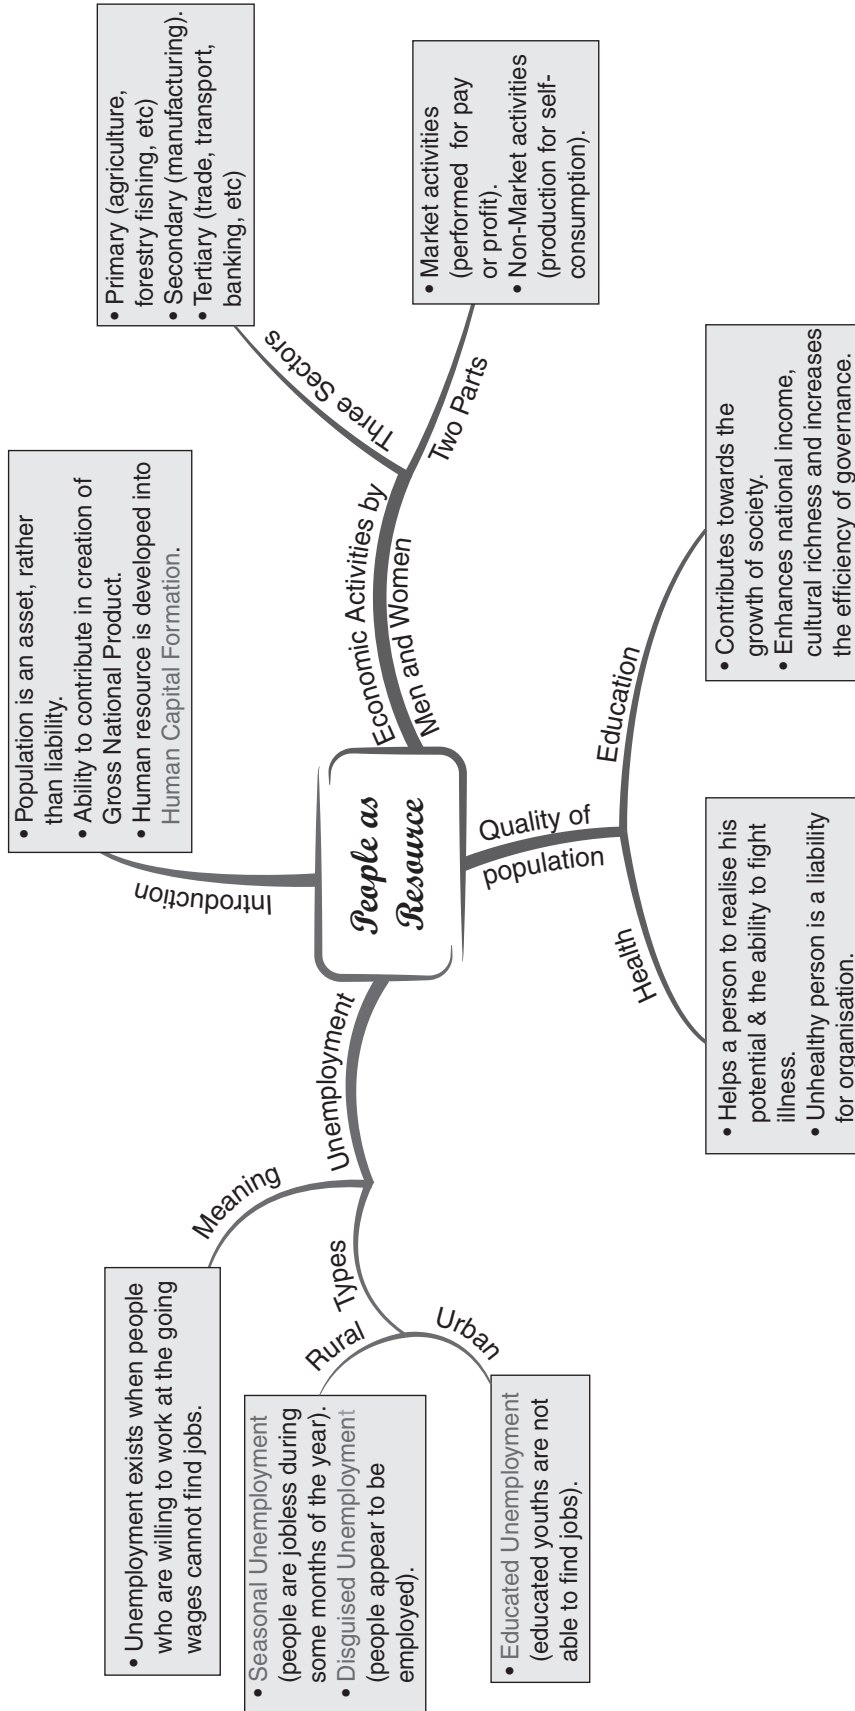 People as
Resource
Introduction
• Population is an asset, rather
than liability.
• Ability to contribute in creation of
Gross National Product.
• Human resource is developed into
Human Capital Formation.
Economic Activities by
Men and Women
Three Sectors
• Primary (agriculture,
forestry fishing, etc)
• Secondary (manufacturing).
• Tertiary (trade, transport,
banking, etc)
Two Parts
• Market activities
(performed for pay
or profit).
• Non-Market activities
(production for self-
consumption).
Quality of
population
Education
• Contributes towards the
growth of society.
• Enhances national income,
cultural richness and increases
the efficiency of governance.
Health
• Helps a person to realise his
potential & the ability to fight
illness.
• Unhealthy person is a liability
for organisation.
Unemployment
Meaning
• Unemployment exists when people
who are willing to work at the going
wages cannot find jobs.
Types
Rural
• Seasonal Unemployment
(people are jobless during
some months of the year).
• Disguised Unemployment
(people appear to be
employed).
Urban
• Educated Unemployment
(educated youths are not
able to find jobs).